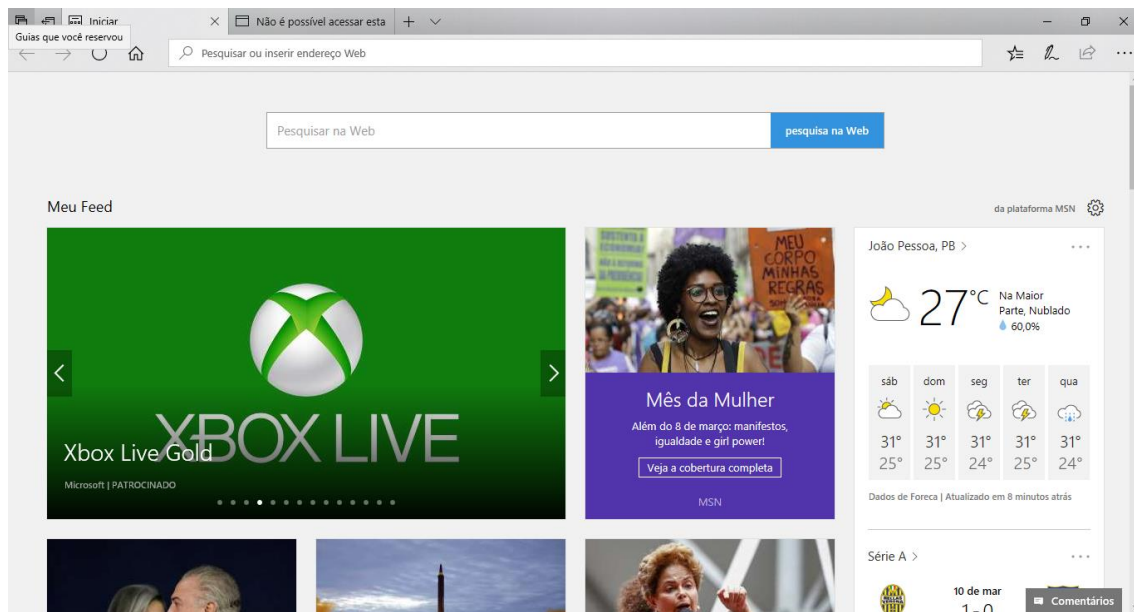 Iniciar
Não é possível acessar esta
Guias que você reservou
Pesquisar ou inserir endereço Web
Pesquisar na Web
pesquisa na Web
Meu Feed
da plataforma MSN
XBOX LIVE
Xbox Live Gold
Microsoft | PATROCINADO
MEU
CORPO
MINHAS
REGRAS
Mês da Mulher
Além do 8 de março: manifestos,
igualdade e girl power!
Veja a cobertura completa
MSN
João Pessoa, PB >
27°C
Na Maior
Parte, Nublado
60,0%
sáb dom seg ter qua
31° 31° 31° 31° 31°
25° 25° 24° 25° 24°
Dados de Foreca | Atualizado em 8 minutos atrás
Série A >
10 de mar
1-0
Comentários